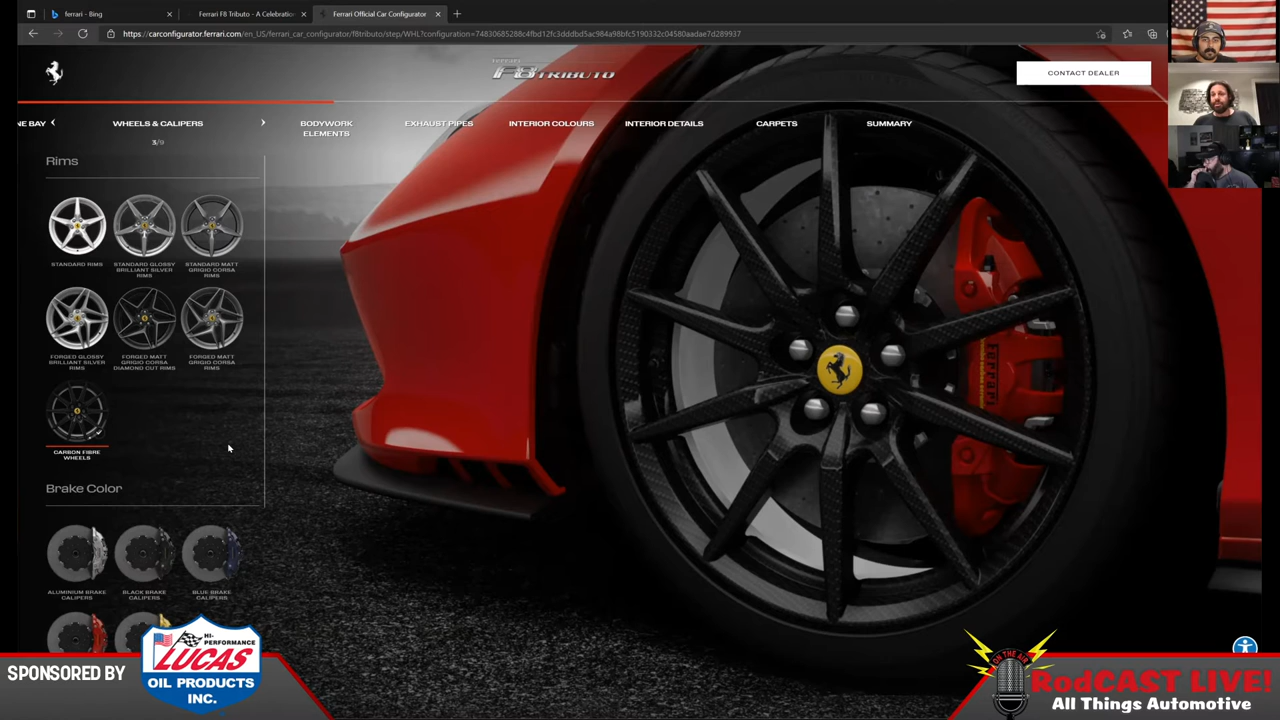 ferrari - Bing
Ferrari F8 Tributo - A Celebratio
Ferrari Official Car Configurator
https://carconfigurator.ferrari.com/en_US/ferrari_car_configurator/f8tributo/step/WHL?configuration=
F8TRIBUTO
CONTACT DEALER
NE BAY
WHEELS & CALIPERS
BODYWORK
ELEMENTS
EXHAUST PIPES
INTERIOR COLOURS
INTERIOR DETAILS
CARPETS
SUMMARY
3/9
Rims
STANDARD RIMS
STANDARD GLOSSY
BRILLIANT SILVER
RIMS
STANDARD MATT
GRIGIO CORSA
RIMS
FORGED GLOSSY
BRILLIANT SILVER
RIMS
FORGED MATT
GRIGIO CORSA
DIAMOND CUT RIMS
FORGED MATT
GRIGIO CORSA
RIMS
CARBON FIBRE
WHEELS
Brake Color
ALUMINIUM BRAKE
CALIPERS
BLACK BRAKE
CALIPERS
BLUE BRAKE
CALIPERS
SPONSORED BY
HI-
PERFORMANCE
LUCAS
OIL PRODUCTS
INC.
ON THE AIR
RodCAST LIVE!
All Things Automotive